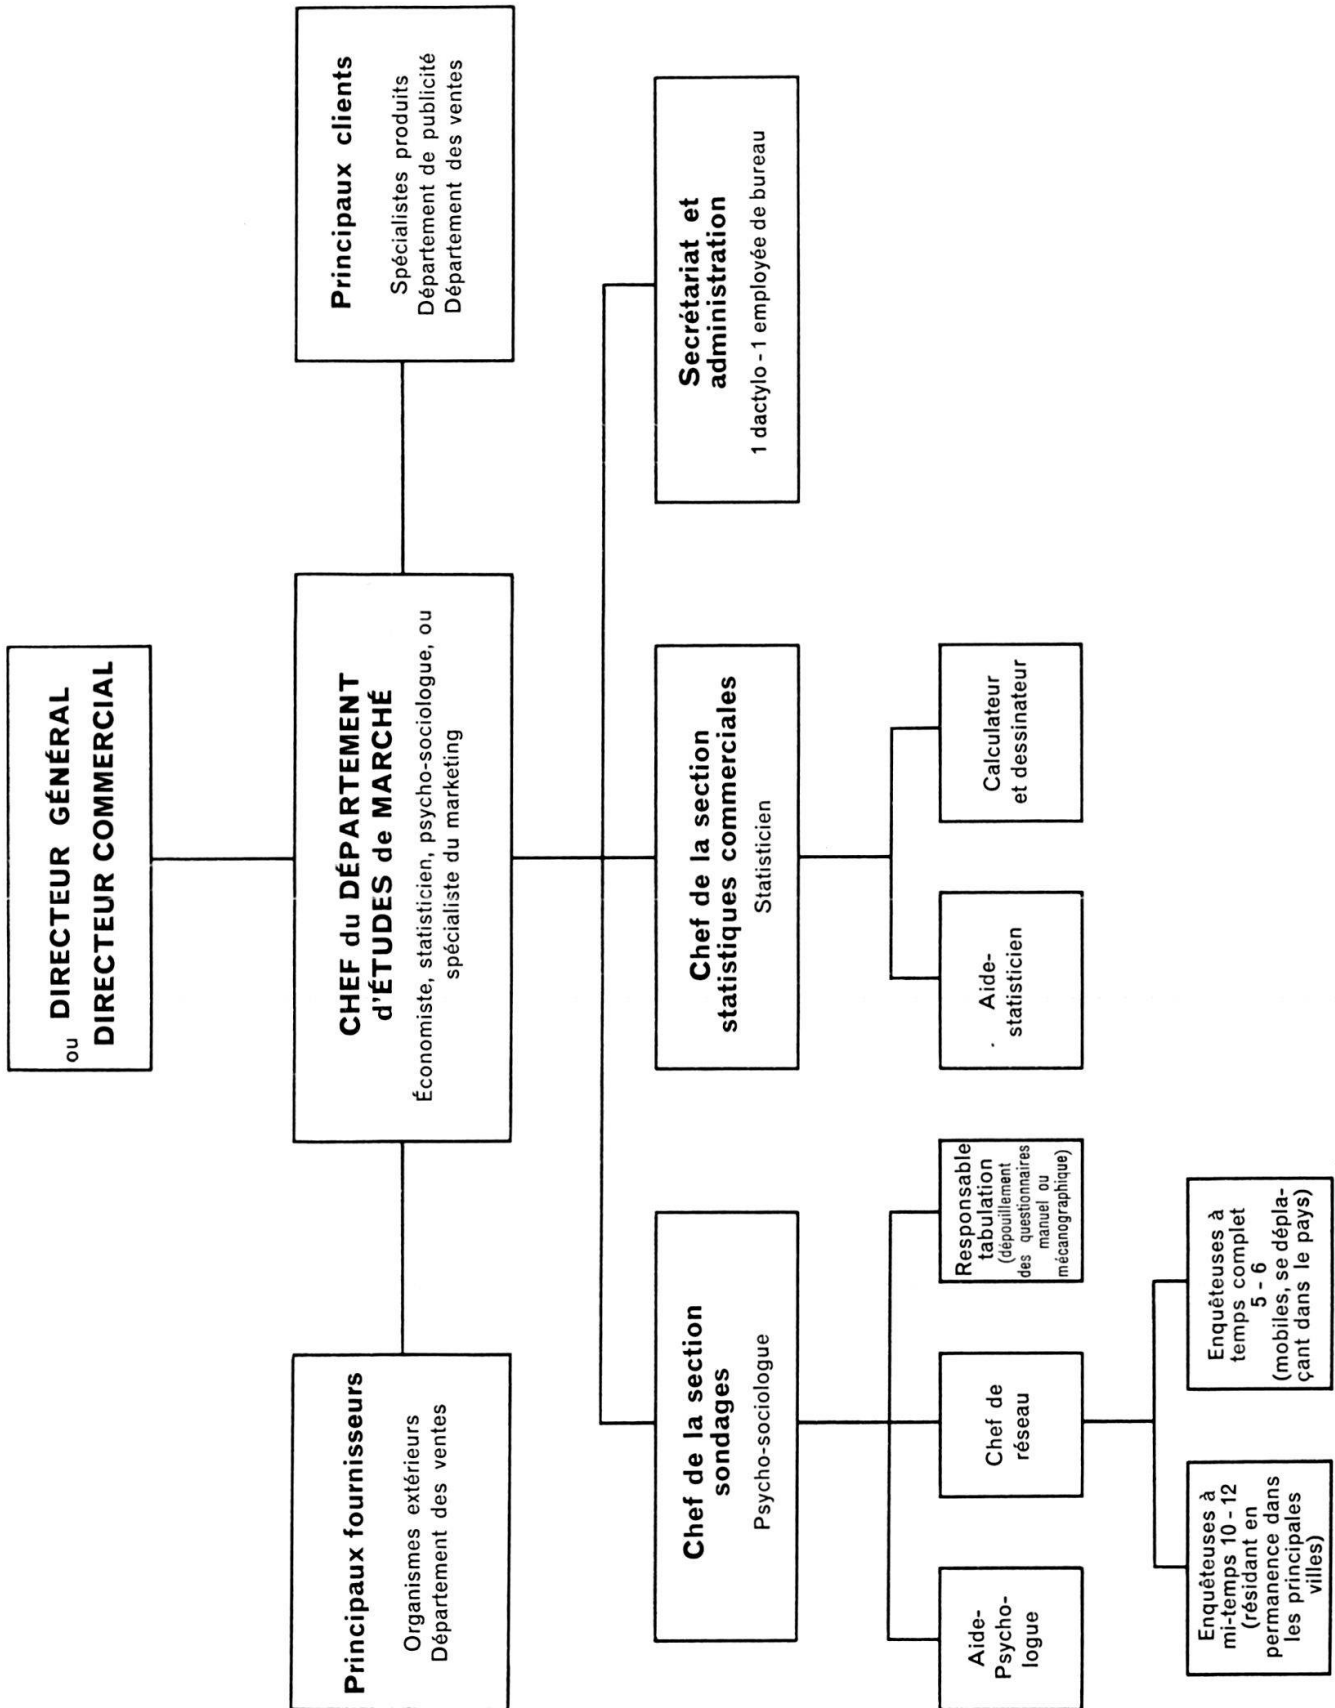 DIRECTEUR GÉNÉRAL
ou
DIRECTEUR COMMERCIAL
Principaux fournisseurs
Organismes extérieurs
Département des ventes
CHEF du DÉPARTEMENT
d'ÉTUDES de MARCHÉ
Économiste, statisticien, psycho-sociologue, ou
spécialiste du marketing
Principaux clients
Spécialistes produits
Département de publicité
Département des ventes
Chef de la section
sondages
Psycho-sociologue
Chef de la section
statistiques commerciales
Statisticien
Secrétariat et
administration
1 dactylo - 1 employée de bureau
Aide-
Psycho-
logue
Chef de
réseau
Responsable
tabulation
(dépouillement
des questionnaires
manuel ou
mécanographique)
Aide-
statisticien
Calculateur
et dessinateur
Enquêteuses à
mi-temps 10 - 12
(résidant en
permanence dans
les principales
villes)
Enquêteuses à
temps complet
5 - 6
(mobiles, se dépla-
çant dans le pays)